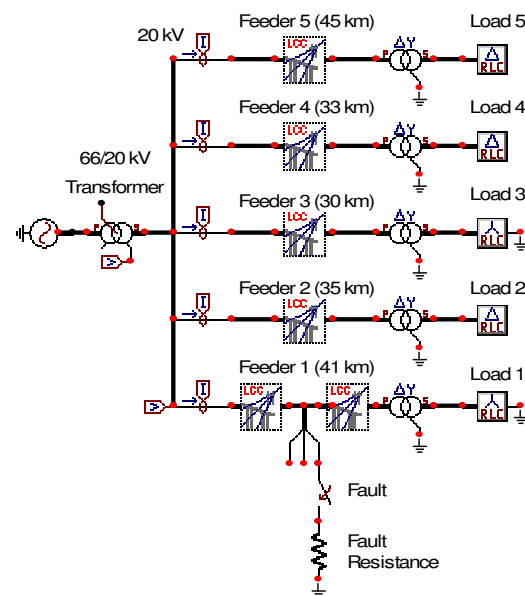 20 kV
Feeder 5 (45 km)
Load 5
I
LCC
Δ Y
P S
Δ
RLC
Feeder 4 (33 km)
Load 4
I
LCC
Δ Y
P S
Δ
RLC
66/20 kV
Transformer
Feeder 3 (30 km)
Load 3
P S
I
LCC
Δ Y
P S
RLC
Feeder 2 (35 km)
Load 2
I
LCC
Δ Y
P S
Δ
RLC
Feeder 1 (41 km)
Load 1
I
LCC
LCC
Δ Y
P S
RLC
Fault
Fault
Resistance